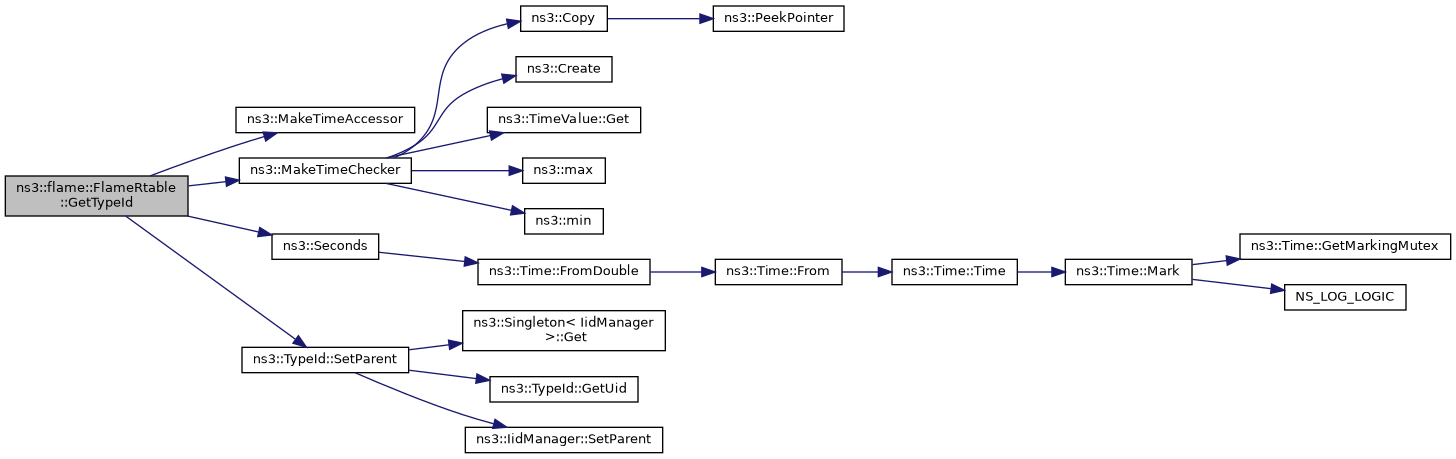 ns3::Copy
ns3::PeekPointer
ns3::Create
ns3::MakeTimeAccessor
ns3::TimeValue::Get
ns3::MakeTimeChecker
ns3::max
ns3::flame::FlameRtable
::GetTypeId
ns3::min
ns3::Seconds
ns3::Time::GetMarkingMutex
ns3::Time::FromDouble
ns3::Time::From
ns3::Time::Time
ns3::Time::Mark
NS_LOG_LOGIC
ns3::Singleton< IidManager
>::Get
ns3::TypeId::SetParent
ns3::TypeId::GetUid
ns3::IidManager::SetParent